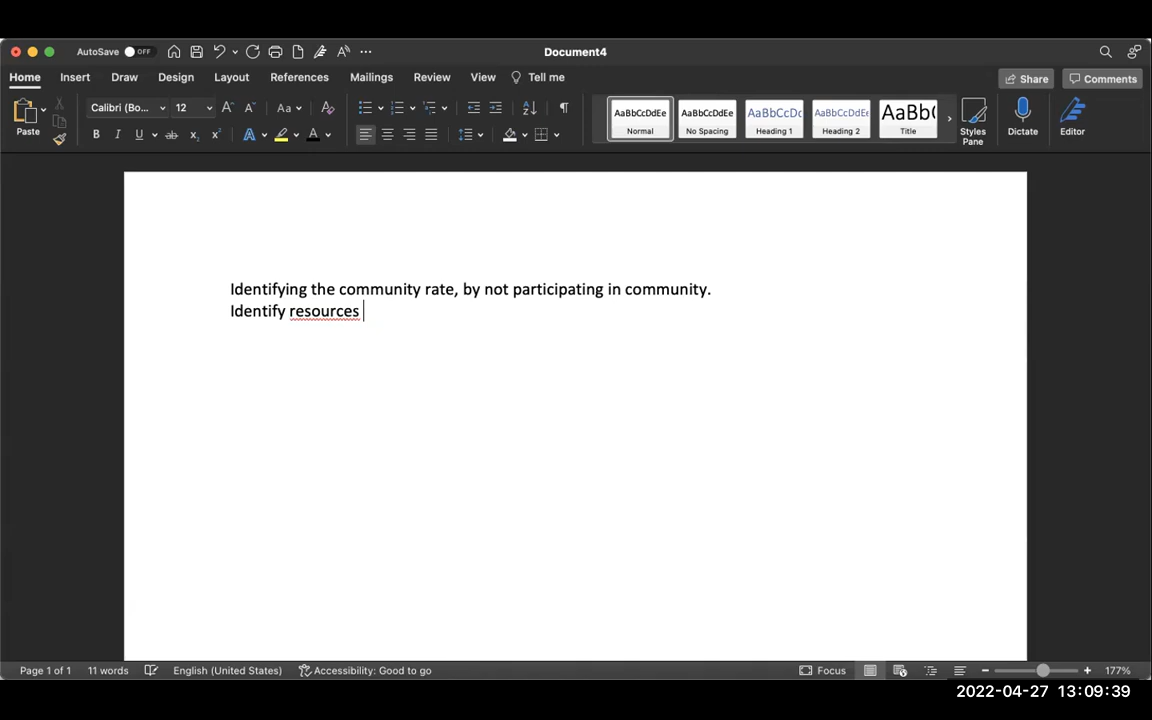 AutoSave OFF Document4
Home Insert Draw Design Layout References Mailings Review View Tell me Share Comments
Paste Calibri (Bo... 12 Aa AaBbCcDdEe Normal AaBbCcDdEe No Spacing AaBbCcDc Heading 1 AaBbCcDdEe Heading 2 AaBb( Title Styles Pane Dictate Editor
Identifying the community rate, by not participating in community.
Identify resources
Page 1 of 1 11 words English (United States) Accessibility: Good to go Focus 177%
2022-04-27 13:09:39